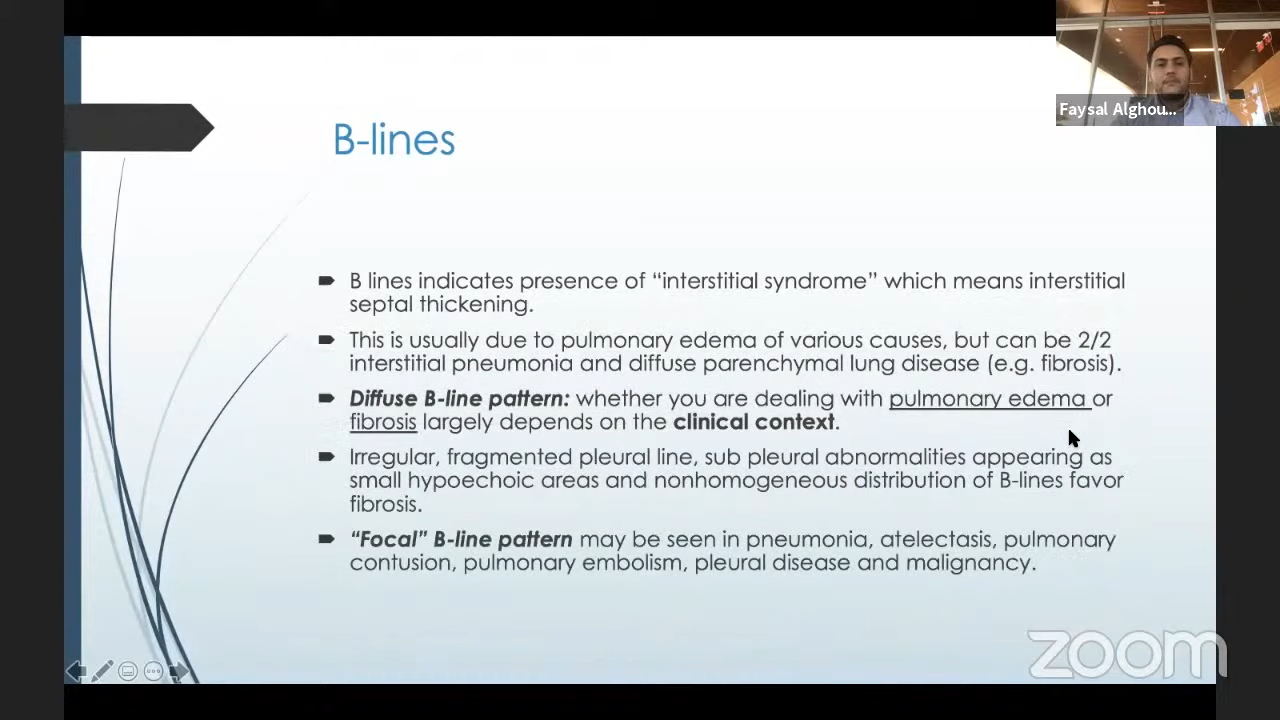 Faysal Alghou...
B-lines
B lines indicates presence of “interstitial syndrome” which means interstitial
septal thickening.
This is usually due to pulmonary edema of various causes, but can be 2/2
interstitial pneumonia and diffuse parenchymal lung disease (e.g. fibrosis).
Diffuse B-line pattern: whether you are dealing with pulmonary edema or
fibrosis largely depends on the clinical context.
Irregular, fragmented pleural line, sub pleural abnormalities appearing as
small hypoechoic areas and nonhomogeneous distribution of B-lines favor
fibrosis.
“Focal” B-line pattern may be seen in pneumonia, atelectasis, pulmonary
contusion, pulmonary embolism, pleural disease and malignancy.
zoom